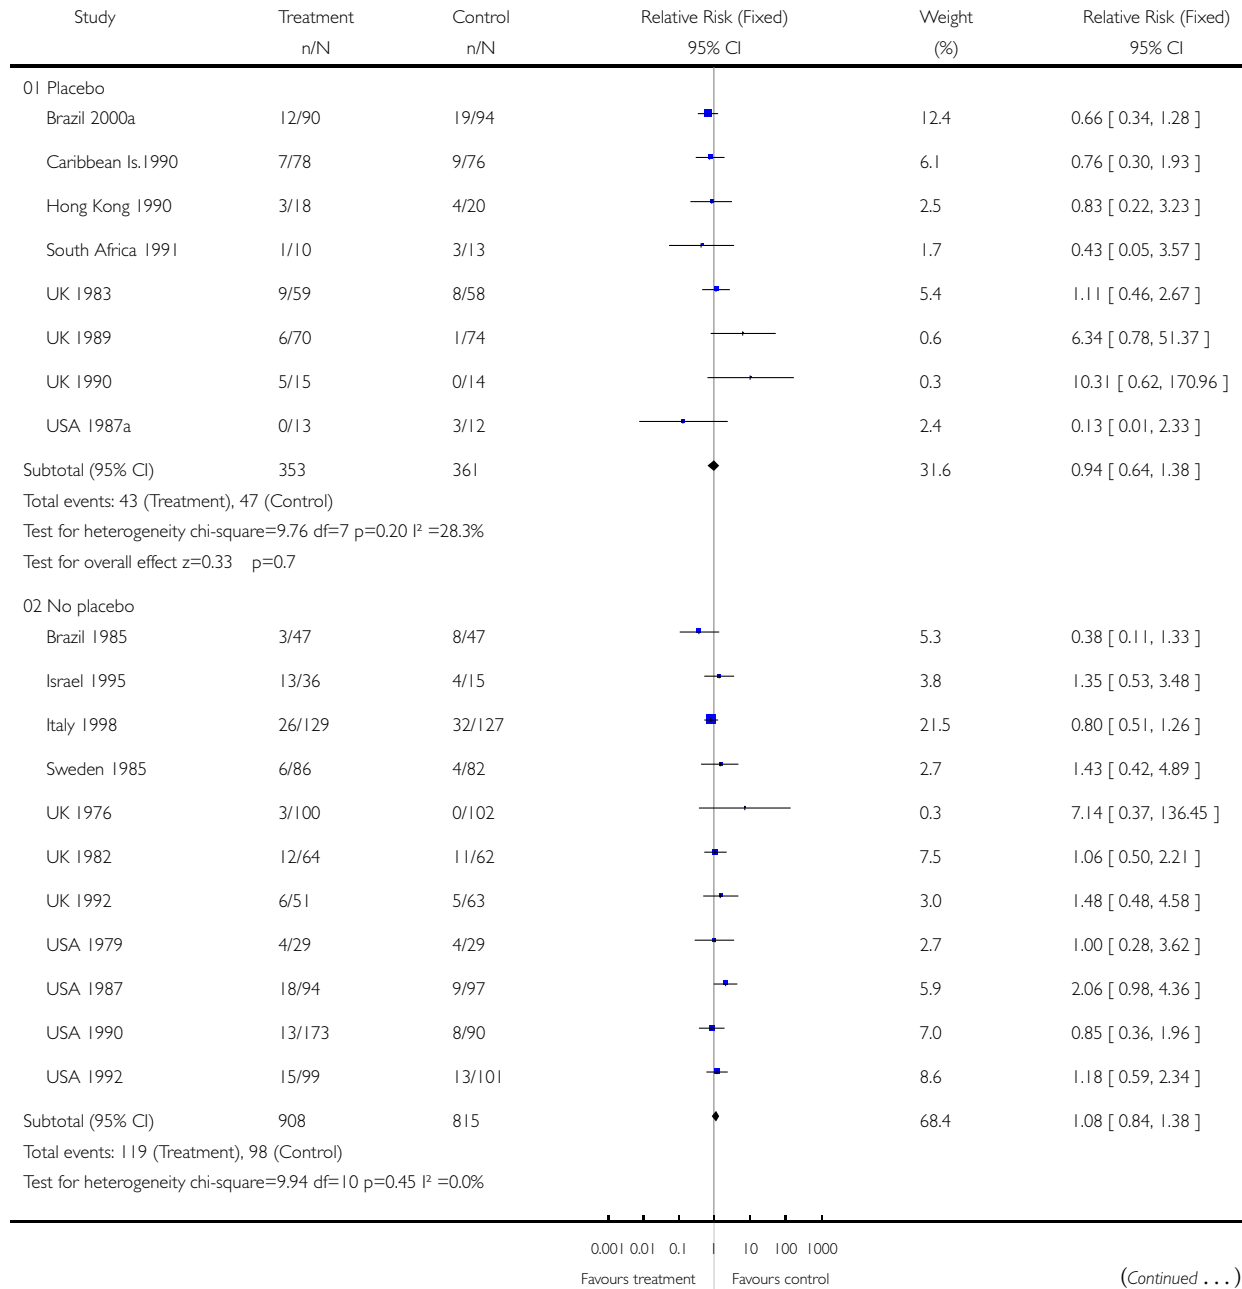 Study Treatment Control Relative Risk (Fixed) Weight Relative Risk (Fixed)
n/N n/N 95% CI (%) 95% CI
01 Placebo
Brazil 2000a 12/90 19/94 12.4 0.66 [ 0.34, 1.28 ]
Caribbean Is.1990 7/78 9/76 6.1 0.76 [ 0.30, 1.93 ]
Hong Kong 1990 3/18 4/20 2.5 0.83 [ 0.22, 3.23 ]
South Africa 1991 1/10 3/13 1.7 0.43 [ 0.05, 3.57 ]
UK 1983 9/59 8/58 5.4 1.11 [ 0.46, 2.67 ]
UK 1989 6/70 1/74 0.6 6.34 [ 0.78, 51.37 ]
UK 1990 5/15 0/14 0.3 10.31 [ 0.62, 170.96 ]
USA 1987a 0/13 3/12 2.4 0.13 [ 0.01, 2.33 ]
Subtotal (95% CI) 353 361 31.6 0.94 [ 0.64, 1.38 ]
Total events: 43 (Treatment), 47 (Control)
Test for heterogeneity chi-square=9.76 df=7 p=0.20 I² =28.3%
Test for overall effect z=0.33 p=0.7
02 No placebo
Brazil 1985 3/47 8/47 5.3 0.38 [ 0.11, 1.33 ]
Israel 1995 13/36 4/15 3.8 1.35 [ 0.53, 3.48 ]
Italy 1998 26/129 32/127 21.5 0.80 [ 0.51, 1.26 ]
Sweden 1985 6/86 4/82 2.7 1.43 [ 0.42, 4.89 ]
UK 1976 3/100 0/102 0.3 7.14 [ 0.37, 136.45 ]
UK 1982 12/64 11/62 7.5 1.06 [ 0.50, 2.21 ]
UK 1992 6/51 5/63 3.0 1.48 [ 0.48, 4.58 ]
USA 1979 4/29 4/29 2.7 1.00 [ 0.28, 3.62 ]
USA 1987 18/94 9/97 5.9 2.06 [ 0.98, 4.36 ]
USA 1990 13/173 8/90 7.0 0.85 [ 0.36, 1.96 ]
USA 1992 15/99 13/101 8.6 1.18 [ 0.59, 2.34 ]
Subtotal (95% CI) 908 815 68.4 1.08 [ 0.84, 1.38 ]
Total events: 119 (Treatment), 98 (Control)
Test for heterogeneity chi-square=9.94 df=10 p=0.45 I² =0.0%
0.001 0.01 0.1 1 10 100 1000
Favours treatment Favours control (Continued . . . )